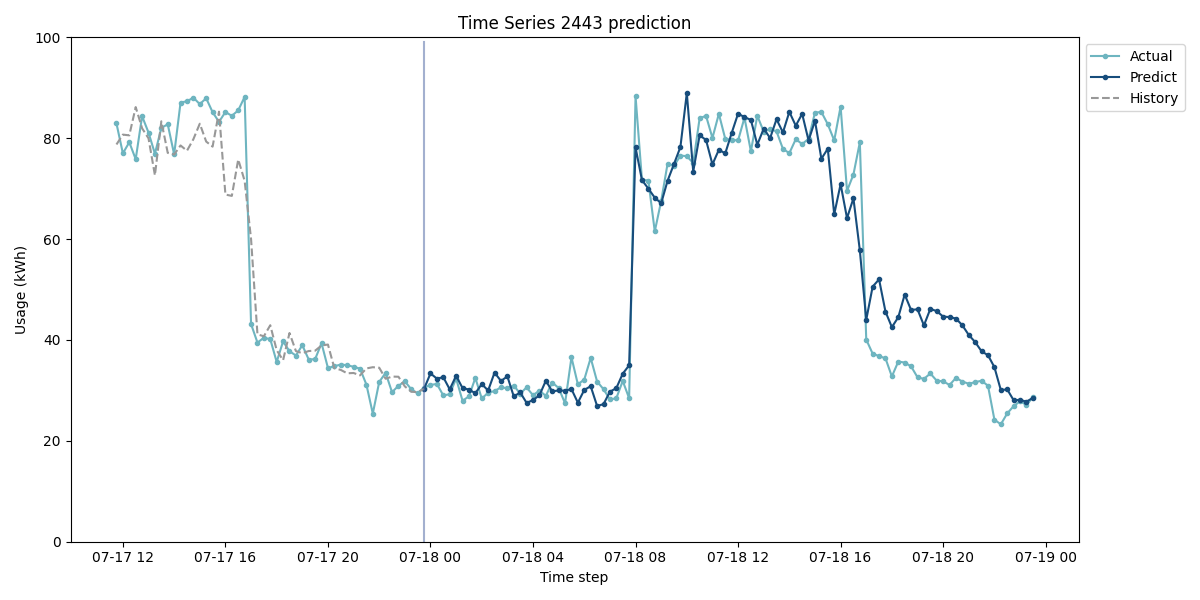 Time Series 2443 prediction
100
80
60
40
20
0
Usage (kWh)
07-17 12
07-17 16
07-17 20
07-18 00
07-18 04
07-18 08
07-18 12
07-18 16
07-18 20
07-19 00
Time step
Actual
Predict
History